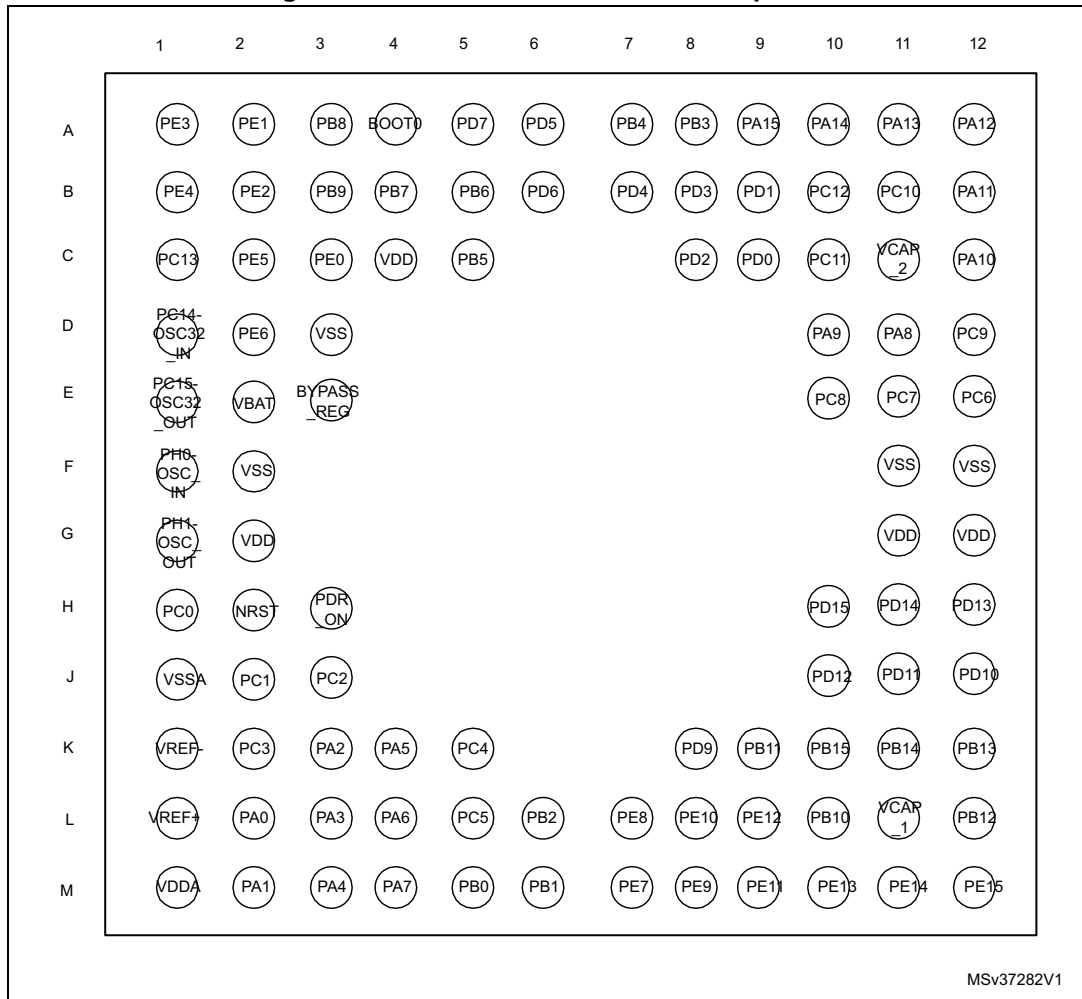 1 2 3 4 5 6 7 8 9 10 11 12
A PE3 PE1 PB8 BOOT0 PD7 PD5 PB4 PB3 PA15 PA14 PA13 PA12
B PE4 PE2 PB9 PB7 PB6 PD6 PD4 PD3 PD1 PC12 PC10 PA11
C PC13 PE5 PE0 VDD PB5 PD2 PD0 PC11 VCAP_2 PA10
D PC14-OSC32_IN PE6 VSS PA9 PA8 PC9
E PC15-OSC32_OUT VBAT BYPASS_REG PC8 PC7 PC6
F PH0-OSC_IN VSS VSS VSS
G PH1-OSC_OUT VDD VDD VDD
H PC0 NRST PDR_ON PD15 PD14 PD13
J VSSA PC1 PC2 PD12 PD11 PD10
K VREF- PC3 PA2 PA5 PC4 PD9 PB11 PB15 PB14 PB13
L VREF+ PA0 PA3 PA6 PC5 PB2 PE8 PE10 PE12 PB10 VCAP_1 PB12
M VDDA PA1 PA4 PA7 PB0 PB1 PE7 PE9 PE11 PE13 PE14 PE15
MSv37282V1